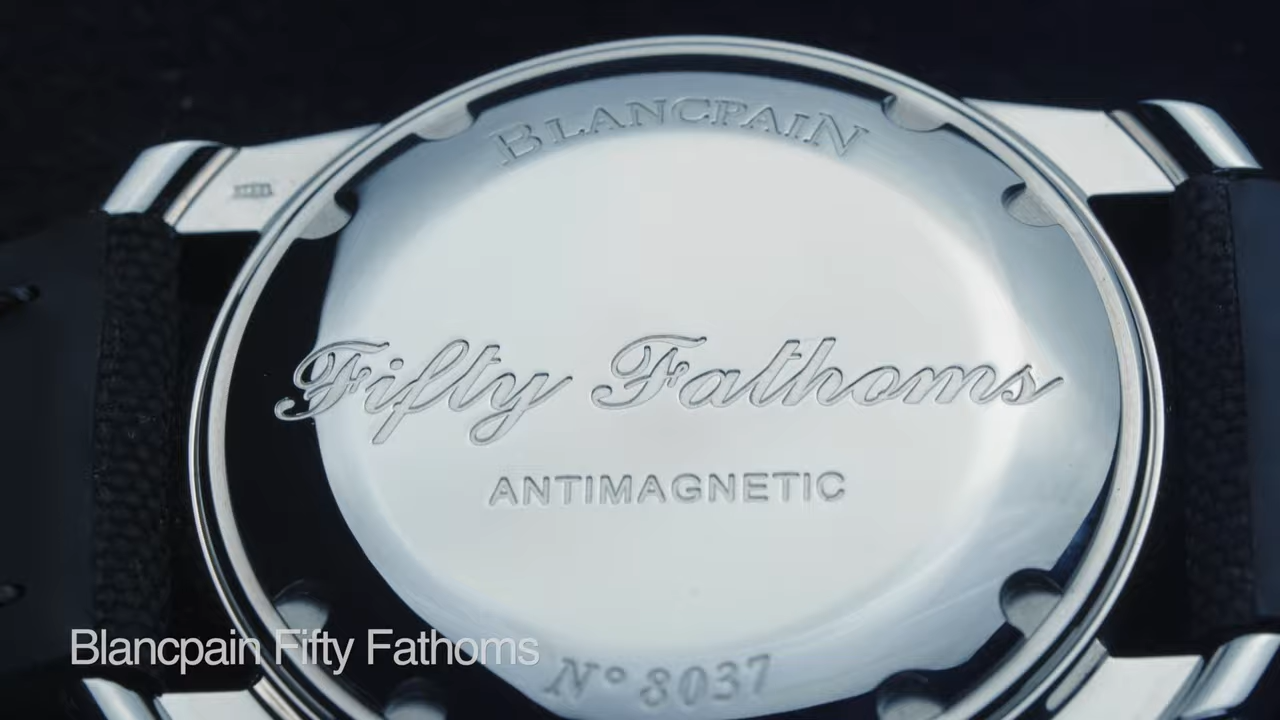 BLANCPAIN
Fifty Fathoms
ANTIMAGNETIC
N° 8037
Blancpain Fifty Fathoms